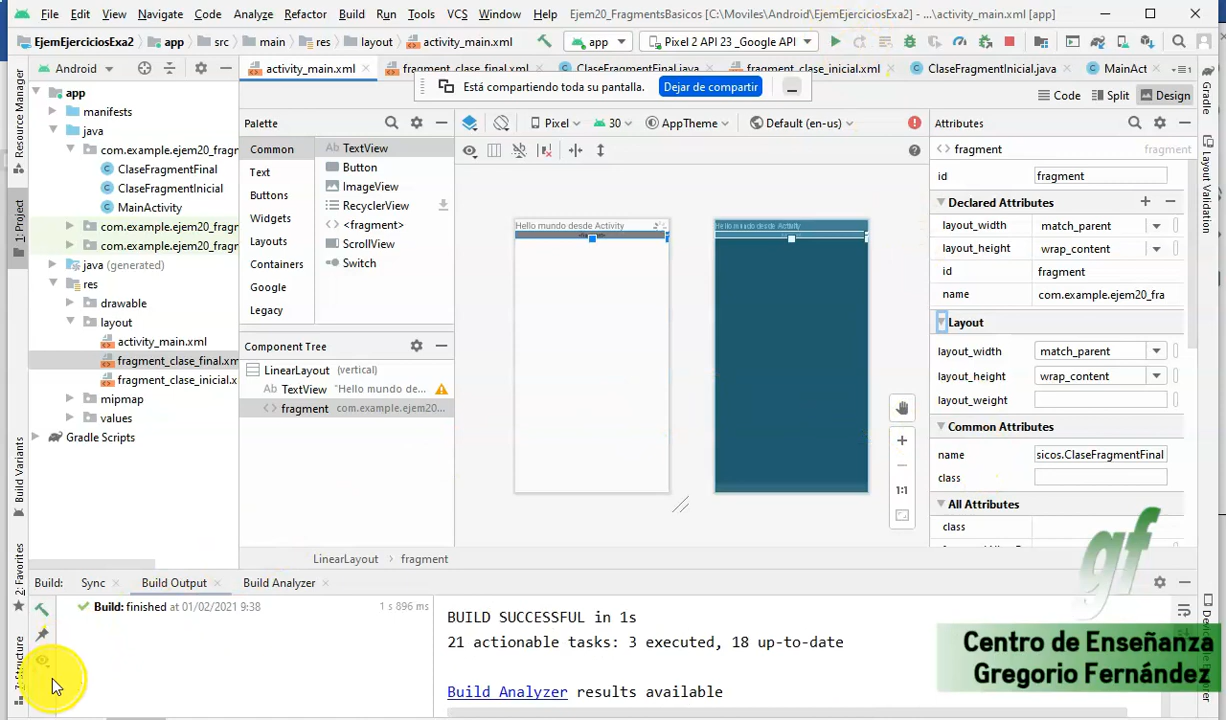 File Edit View Navigate Code Analyze Refactor Build Run Tools VCS Window Help Ejem20_FragmentsBasicos [C:\Moviles\Android\EjemEjerciciosExa2] - ...\activity_main.xml [app]
EjemEjerciciosExa2 app src main res layout activity_main.xml app Pixel 2 API 23 _Google API
Android activity_main.xml fragment_clase_final.xml ClaseFragmentFinal.java fragment_clase_inicial.xml ClaseFragmentInicial.java MainAct
Está compartiendo toda su pantalla. Dejar de compartir
Code Split Design
Resource Manager
1: Project
Build Variants
2: Favorites
Z: Structure
app
manifests
java
com.example.ejem20_fragr
ClaseFragmentFinal
ClaseFragmentInicial
MainActivity
com.example.ejem20_fragr
com.example.ejem20_fragr
java (generated)
res
drawable
layout
activity_main.xml
fragment_clase_final.xm
fragment_clase_inicial.x
mipmap
values
Gradle Scripts
Palette
Common
Text
Buttons
Widgets
Layouts
Containers
Google
Legacy
Ab TextView
Button
ImageView
RecyclerView
<fragment>
ScrollView
Switch
Component Tree
LinearLayout (vertical)
Ab TextView "Hello mundo de...
<> fragment com.example.ejem20...
Pixel 30 AppTheme Default (en-us)
Hello mundo desde Activity
Hello mundo desde Activity
1:1
LinearLayout > fragment
Attributes
<> fragment fragment
id fragment
Declared Attributes
layout_width match_parent
layout_height wrap_content
id fragment
name com.example.ejem20_fra
Layout
layout_width match_parent
layout_height wrap_content
layout_weight
Common Attributes
name sicos.ClaseFragmentFinal
class
All Attributes
class
Gradle
Layout Validation
Build: Sync Build Output Build Analyzer
Build: finished at 01/02/2021 9:38 1 s 896 ms
BUILD SUCCESSFUL in 1s
21 actionable tasks: 3 executed, 18 up-to-date
Build Analyzer results available
gf
Centro de Enseñanza
Gregorio Fernández